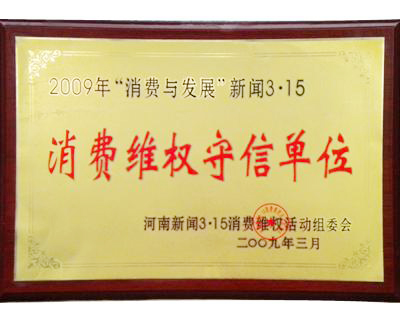 2009年“消费与发展”新闻3·15
消费维权守信单位
河南新闻3·15消费维权活动组委会
二〇〇九年三月